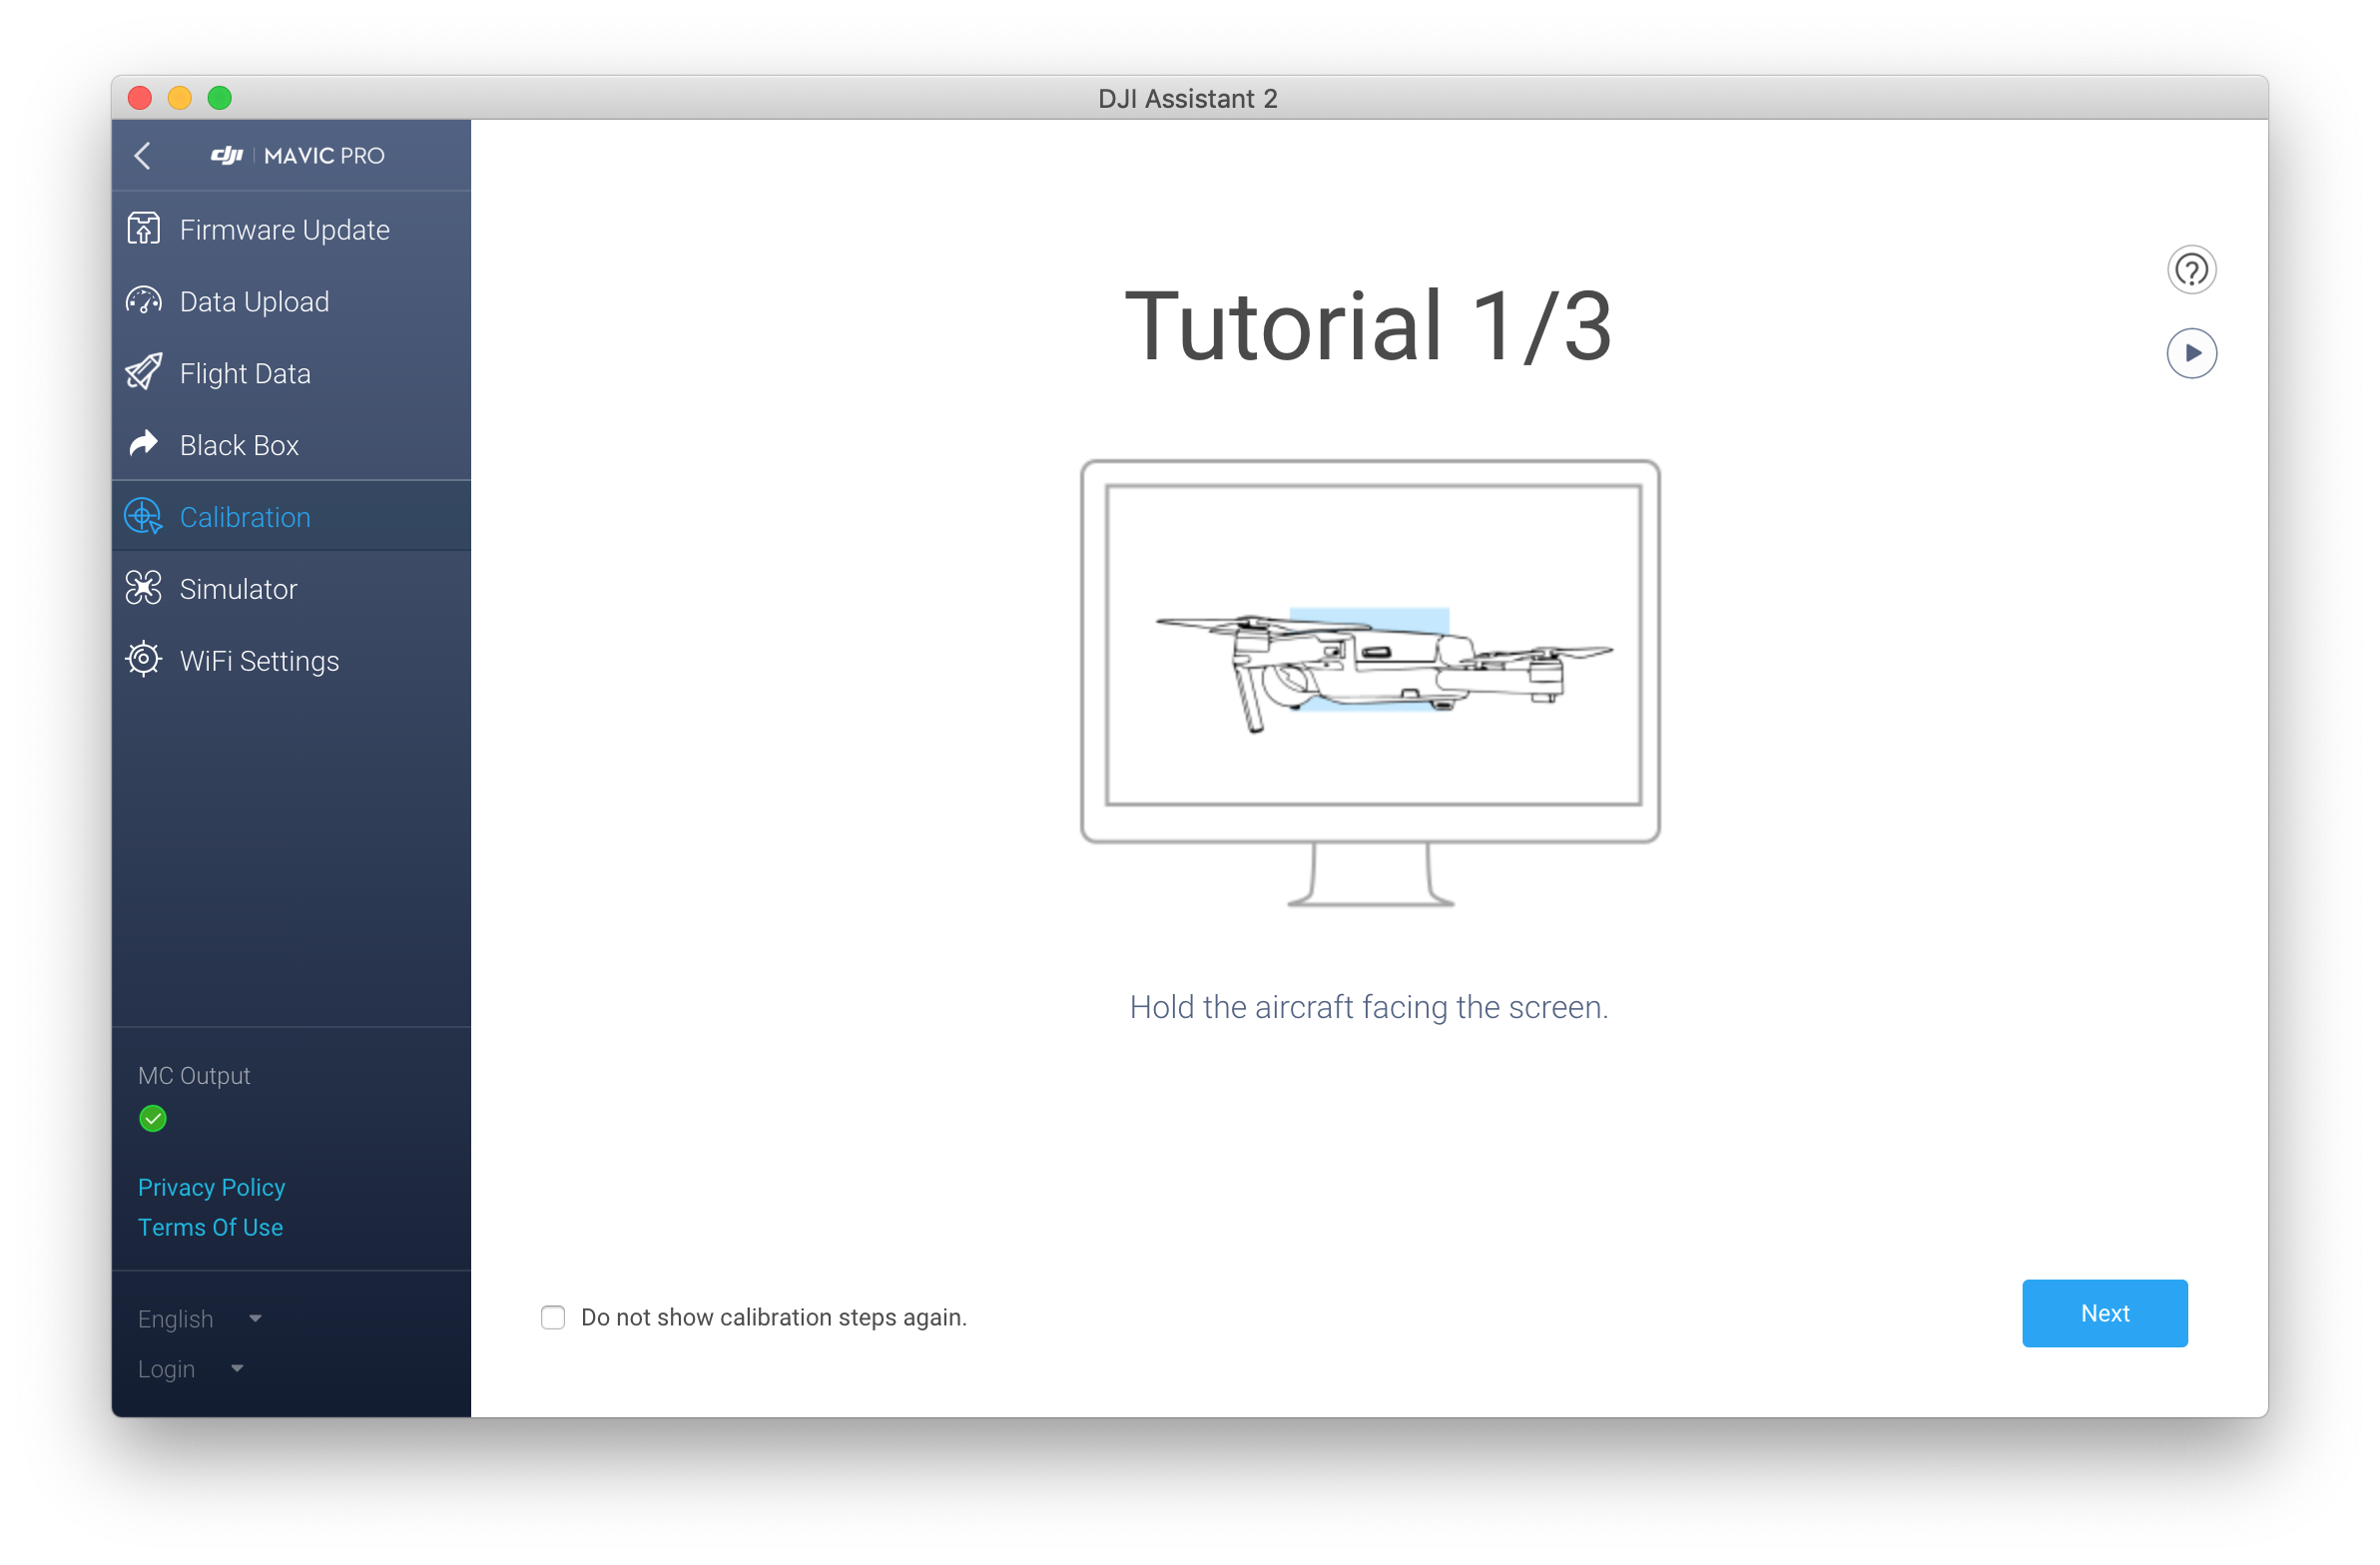 DJI Assistant 2
dji MAVIC PRO
Firmware Update
Data Upload
Flight Data
Black Box
Calibration
Simulator
WiFi Settings
MC Output
Privacy Policy
Terms Of Use
English
Login
Tutorial 1/3
Hold the aircraft facing the screen.
Do not show calibration steps again.
Next